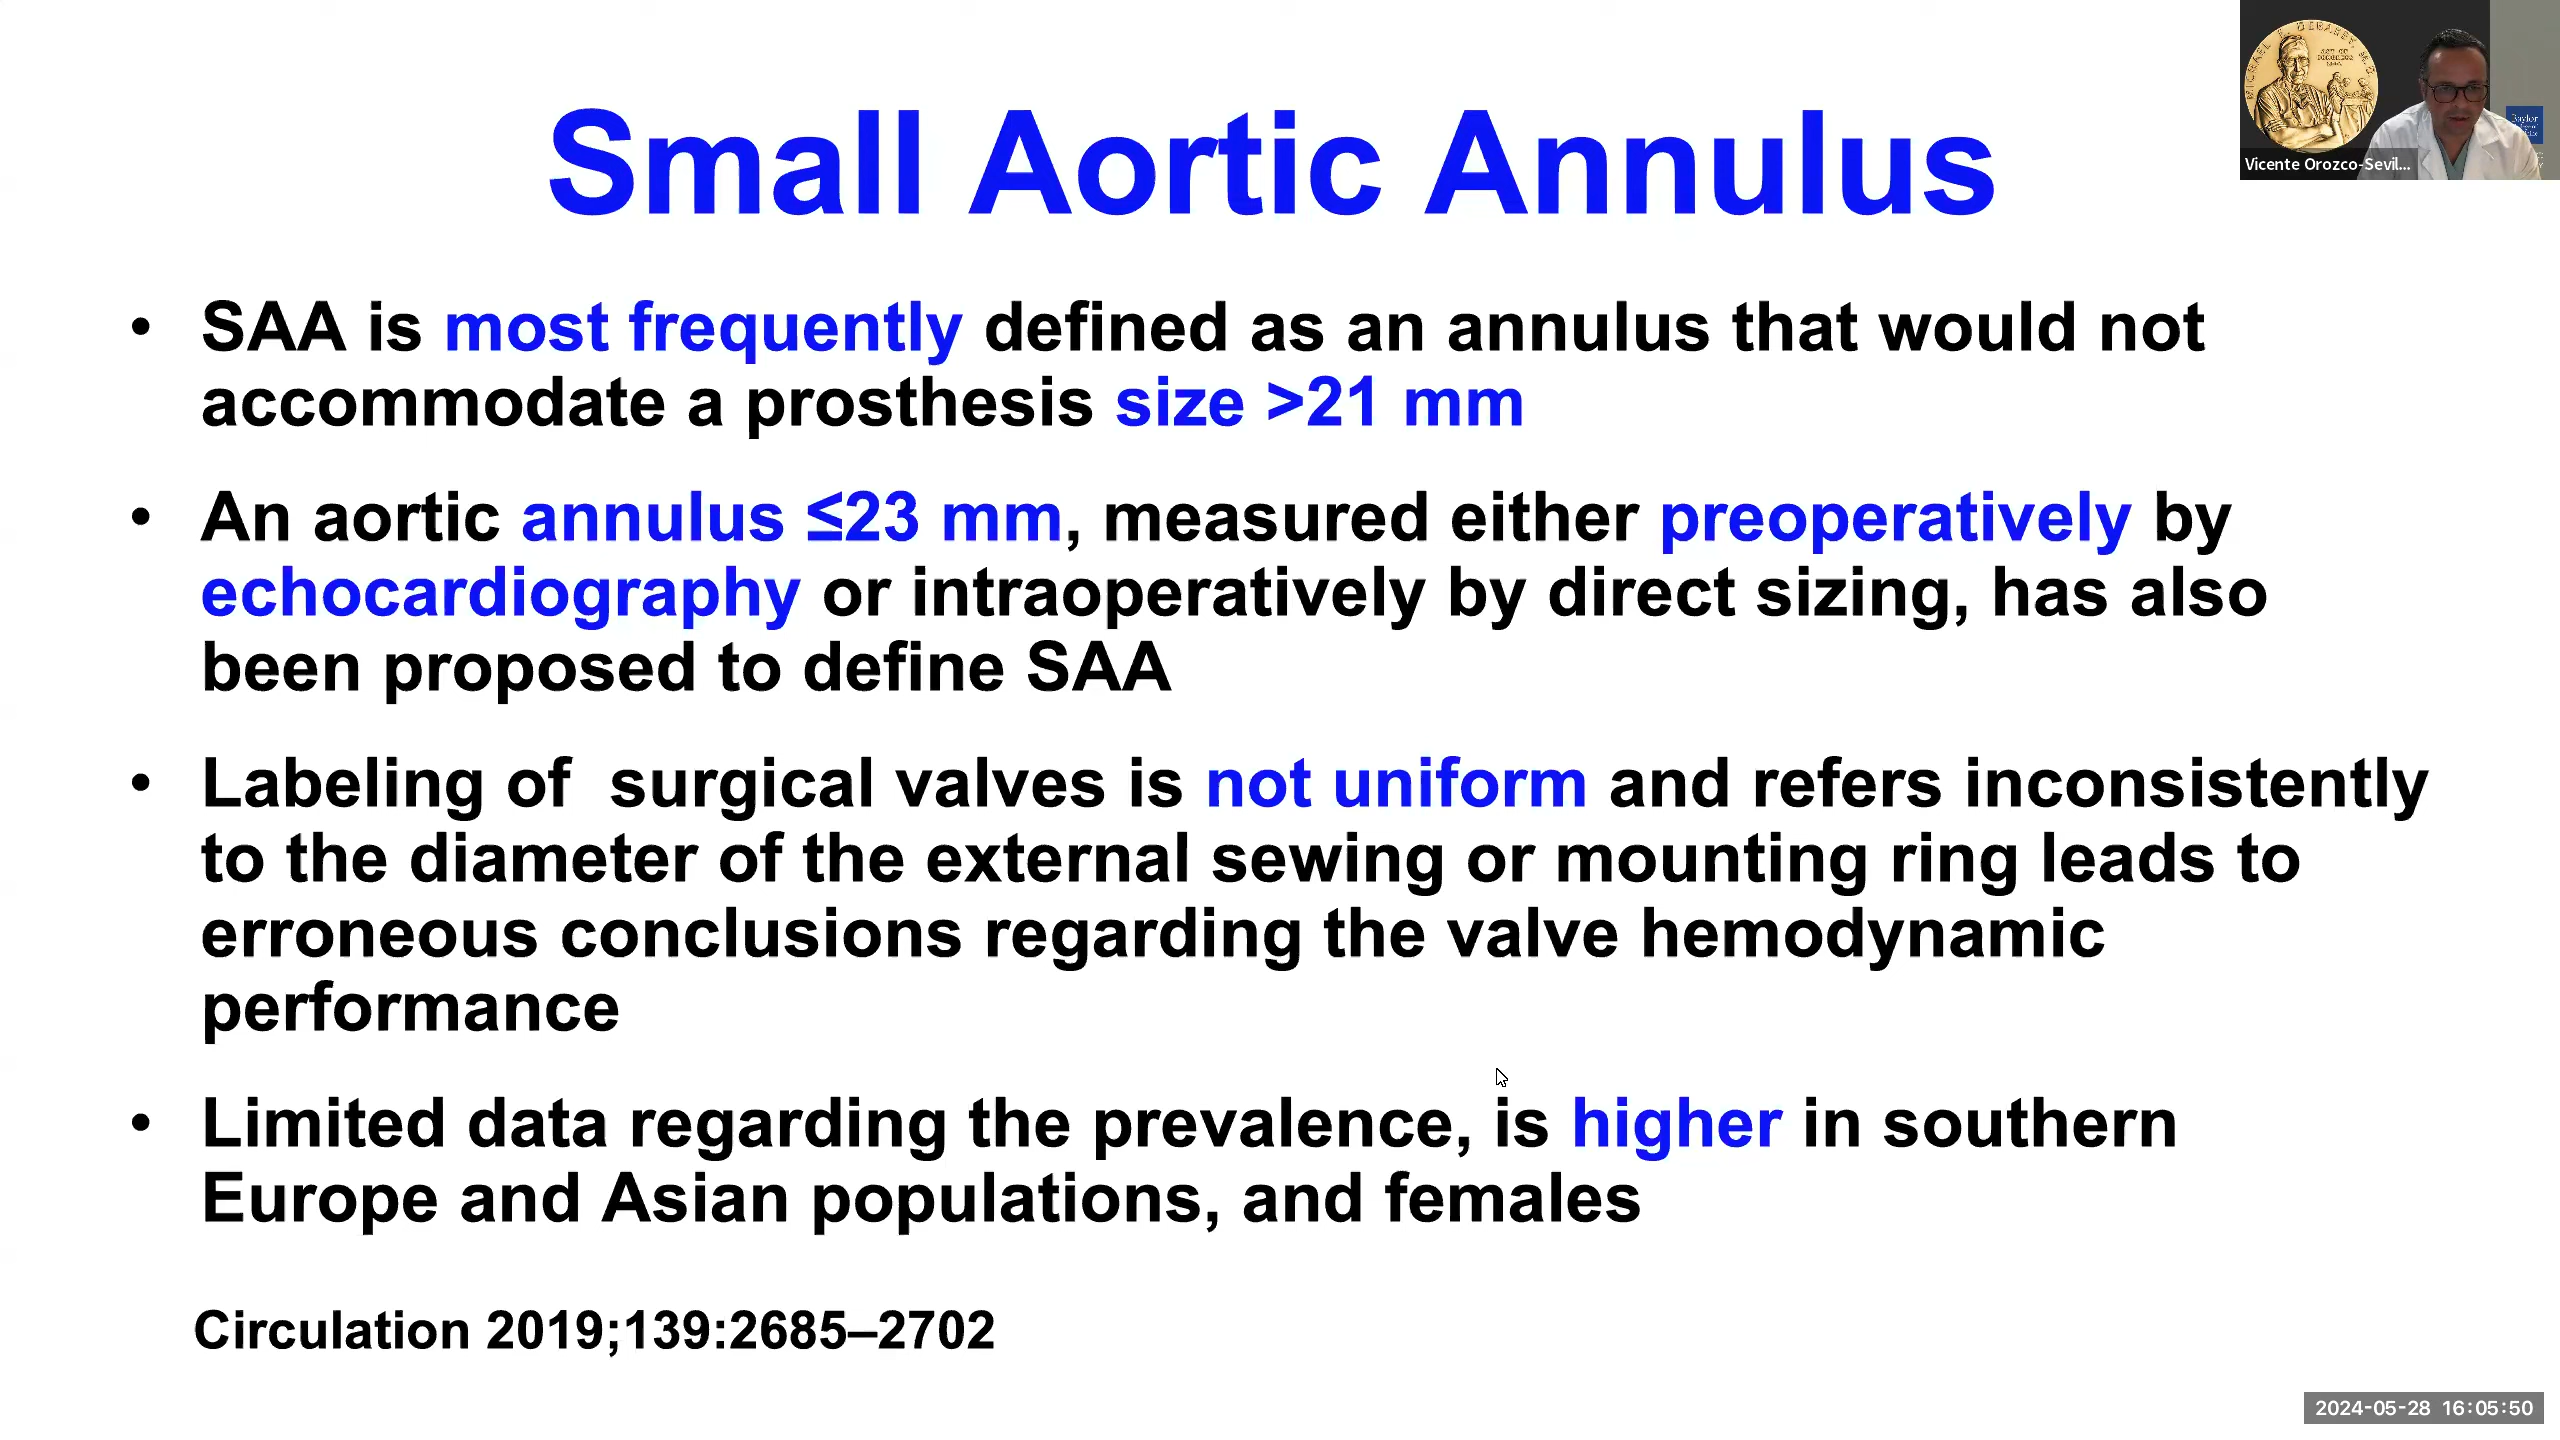 Small Aortic Annulus
• SAA is most frequently defined as an annulus that would not
accommodate a prosthesis size >21 mm
• An aortic annulus ≤23 mm, measured either preoperatively by
echocardiography or intraoperatively by direct sizing, has also
been proposed to define SAA
• Labeling of  surgical valves is not uniform and refers inconsistently
to the diameter of the external sewing or mounting ring leads to
erroneous conclusions regarding the valve hemodynamic
performance
• Limited data regarding the prevalence, is higher in southern
Europe and Asian populations, and females
Circulation 2019;139:2685–2702
Vicente Orozco-Sevil...
Baylor
2024-05-28 16:05:50